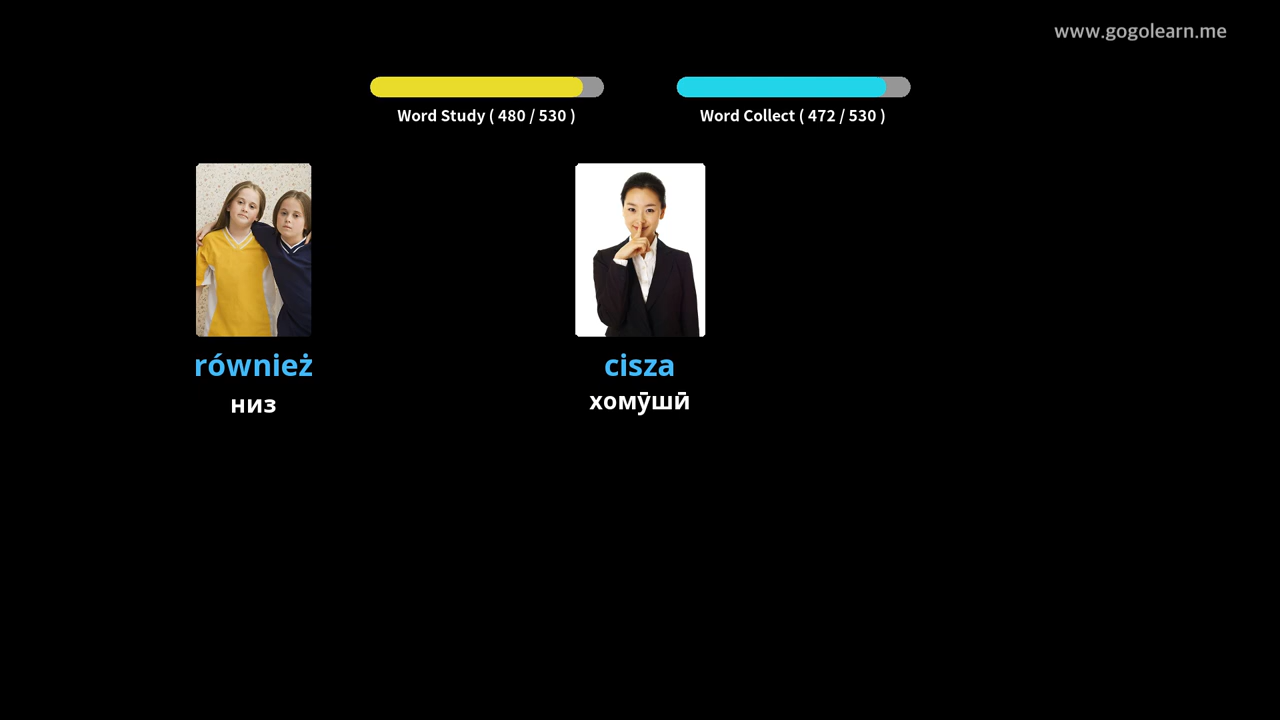 www.gogolearn.me
Word Study ( 480 / 530 )
Word Collect ( 472 / 530 )
również
низ
cisza
хомӯшӣ